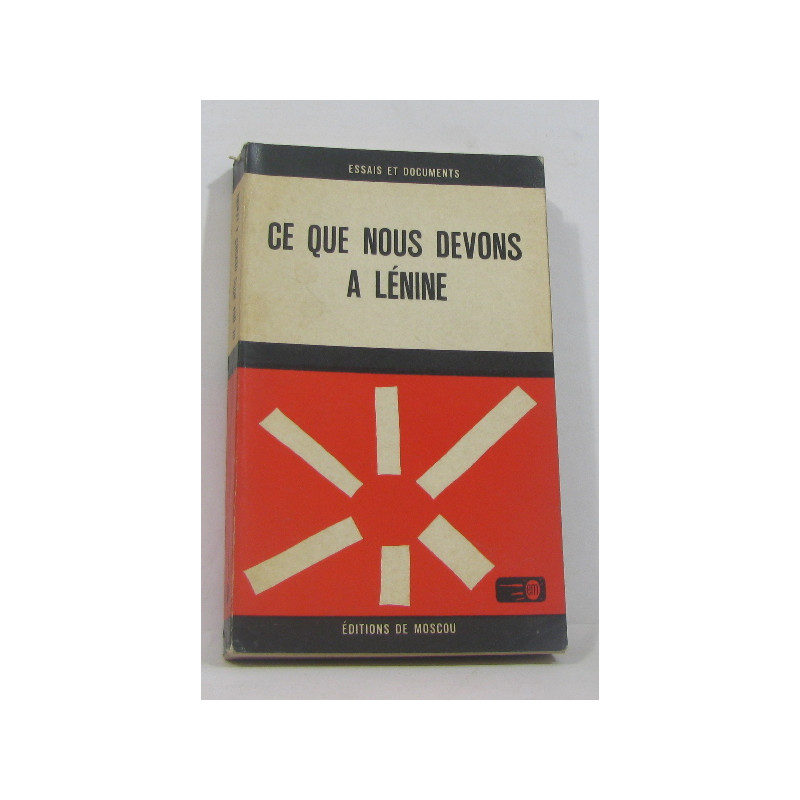 ESSAIS ET DOCUMENTS
CE QUE NOUS DEVONS
A LÉNINE
ÉDITIONS DE MOSCOU